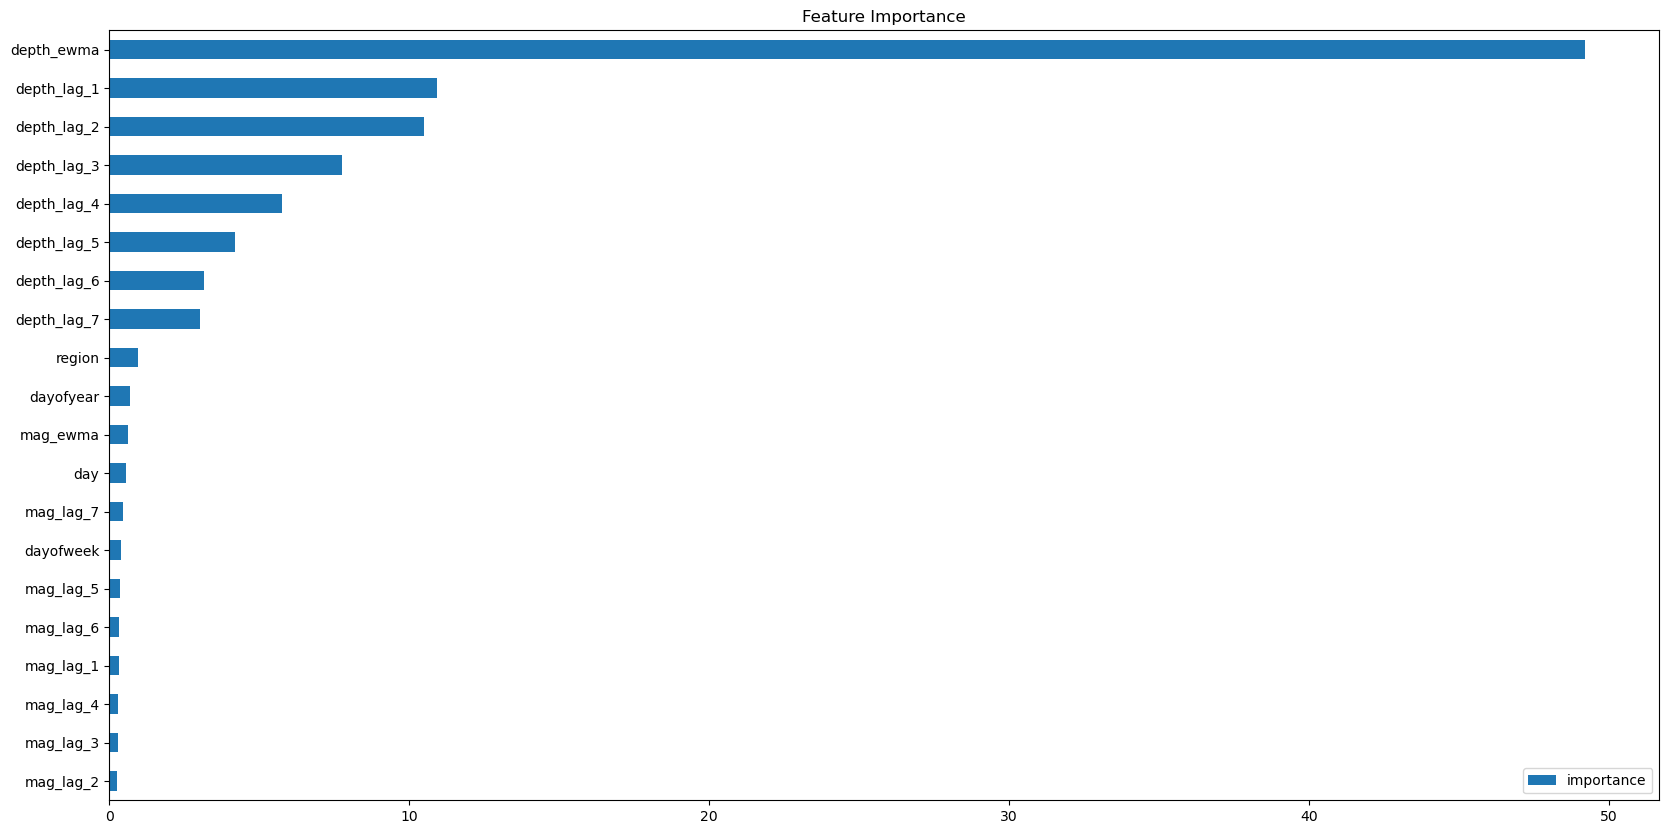 Feature Importance
depth_ewma
depth_lag_1
depth_lag_2
depth_lag_3
depth_lag_4
depth_lag_5
depth_lag_6
depth_lag_7
region
dayofyear
mag_ewma
day
mag_lag_7
dayofweek
mag_lag_5
mag_lag_6
mag_lag_1
mag_lag_4
mag_lag_3
mag_lag_2
importance
0 10 20 30 40 50